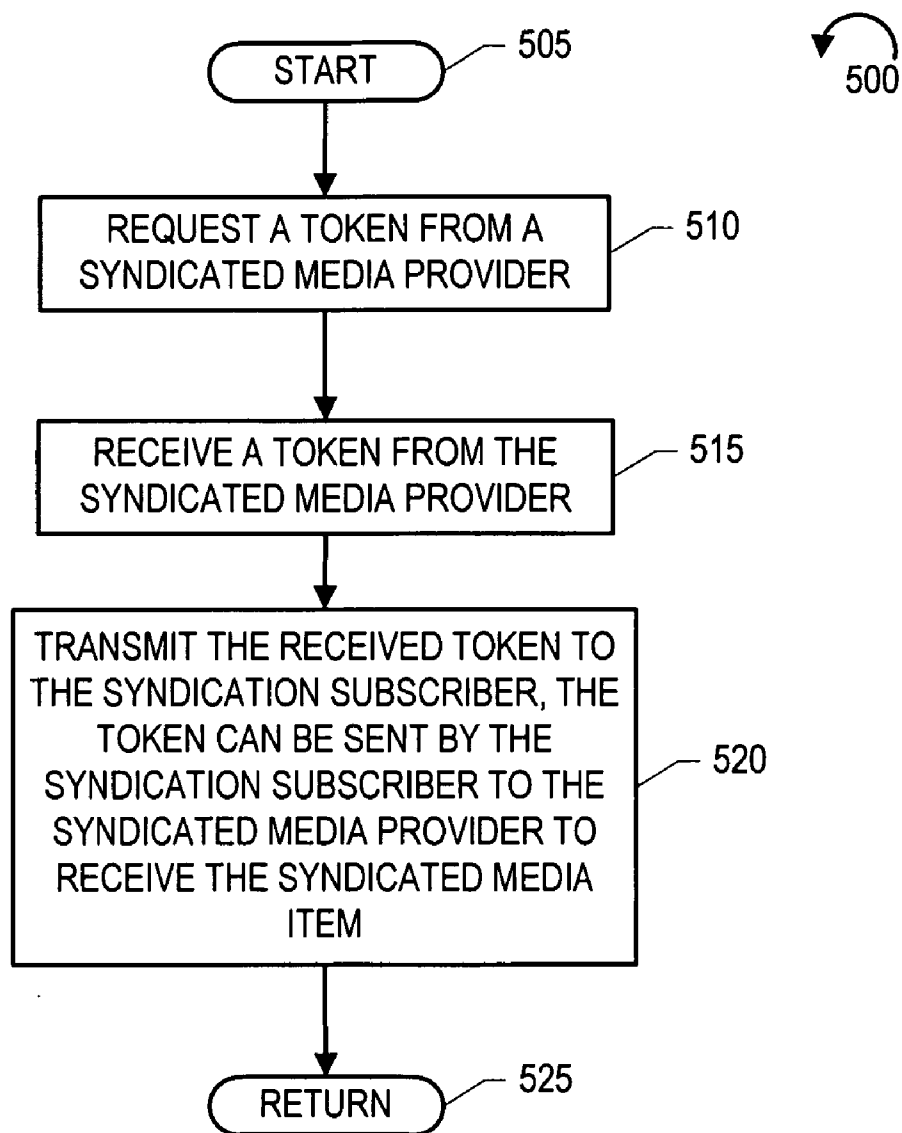 START
505
500
REQUEST A TOKEN FROM A
SYNDICATED MEDIA PROVIDER
510
RECEIVE A TOKEN FROM THE
SYNDICATED MEDIA PROVIDER
515
TRANSMIT THE RECEIVED TOKEN TO
THE SYNDICATION SUBSCRIBER, THE
TOKEN CAN BE SENT BY THE
SYNDICATION SUBSCRIBER TO THE
SYNDICATED MEDIA PROVIDER TO
RECEIVE THE SYNDICATED MEDIA
ITEM
520
RETURN
525